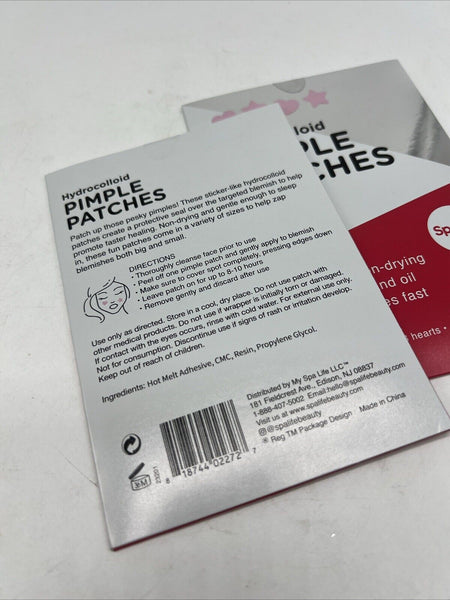 Hydrocolloid
PIMPLE
PATCHES
Patch up those pesky pimples! These sticker-like hydrocolloid
patches create a protective seal over the targeted blemish to help
promote faster healing. Non-drying and gentle enough to sleep
in, these fun patches come in a variety of sizes to help zap
blemishes both big and small.
DIRECTIONS
• Thoroughly cleanse face prior to use
• Peel off one pimple patch and gently apply to blemish
• Make sure to cover spot completely, pressing edges down
• Leave patch on for up to 8-10 hours
• Remove gently and discard after use
Use only as directed. Store in a cool, dry place. Do not use patch with
other medical products. Do not use if wrapper is initially torn or damaged.
If contact with the eyes occurs, rinse with cold water. For external use only.
Not for consumption. Discontinue use if signs of rash or irritation develop.
Keep out of reach of children.
Ingredients: Hot Melt Adhesive, CMC, Resin, Propylene Glycol.
Distributed by My Spa Life LLC™
181 Fieldcrest Ave., Edison, NJ 08837
1-888-407-5002 Email:hello@spalifebeauty.com
Visit us at www.spalifebeauty.com
@spalifebeauty
® Reg TM Package Design Made in China
23201
8 18744 02272 7
loid
PLE
CHES
Sp
n-drying
nd oil
es fast
hearts •